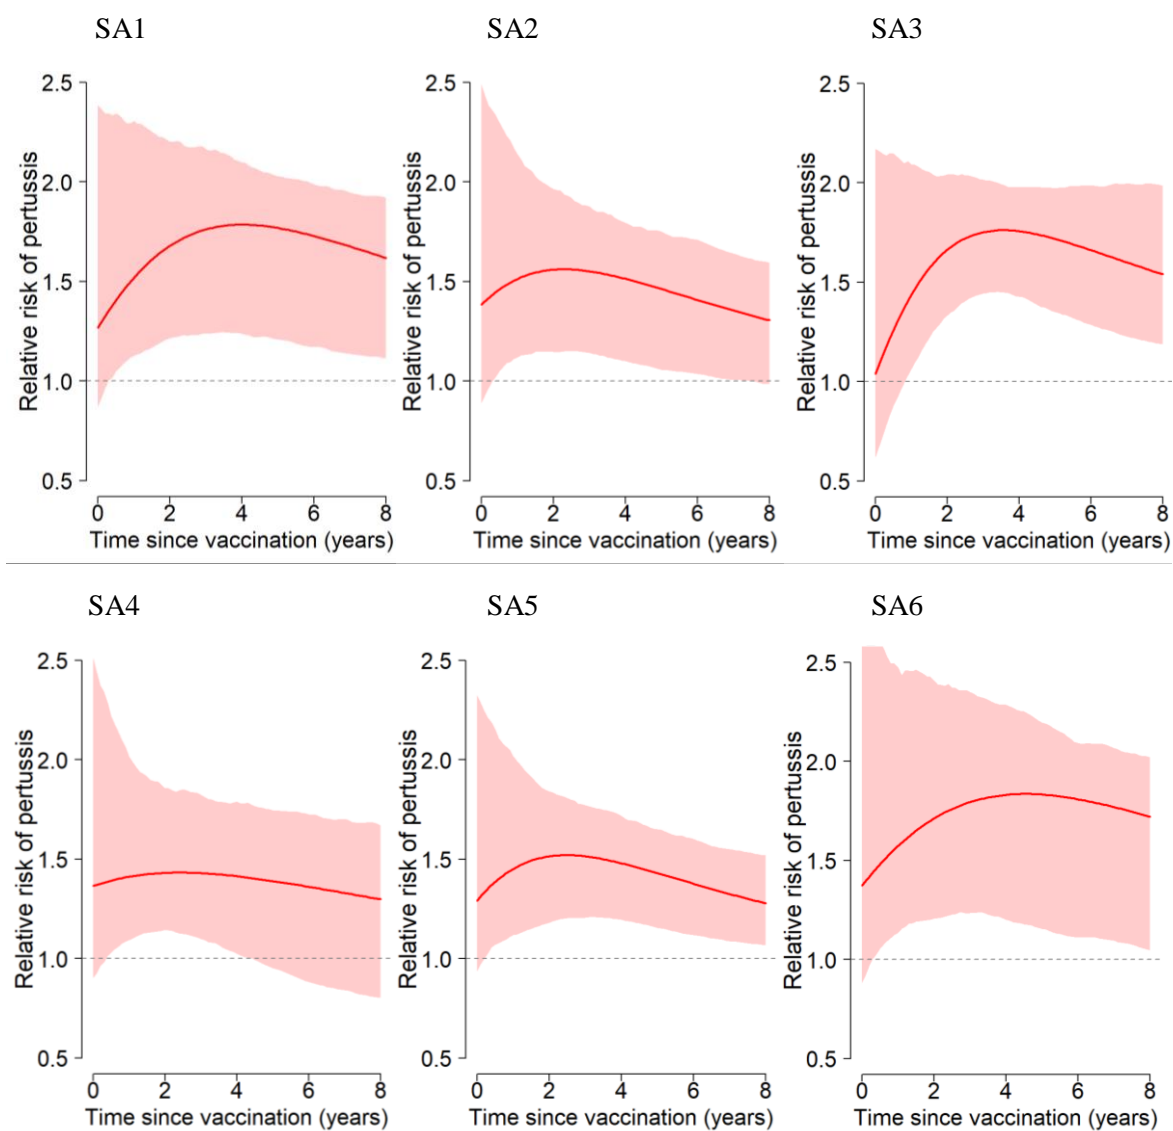 SA1
SA2
SA3
Relative risk of pertussis
2.5
2.0
1.5
1.0
0.5
0 2 4 6 8
Time since vaccination (years)
Relative risk of pertussis
2.5
2.0
1.5
1.0
0.5
0 2 4 6 8
Time since vaccination (years)
Relative risk of pertussis
2.5
2.0
1.5
1.0
0.5
0 2 4 6 8
Time since vaccination (years)
SA4
SA5
SA6
Relative risk of pertussis
2.5
2.0
1.5
1.0
0.5
0 2 4 6 8
Time since vaccination (years)
Relative risk of pertussis
2.5
2.0
1.5
1.0
0.5
0 2 4 6 8
Time since vaccination (years)
Relative risk of pertussis
2.5
2.0
1.5
1.0
0.5
0 2 4 6 8
Time since vaccination (years)